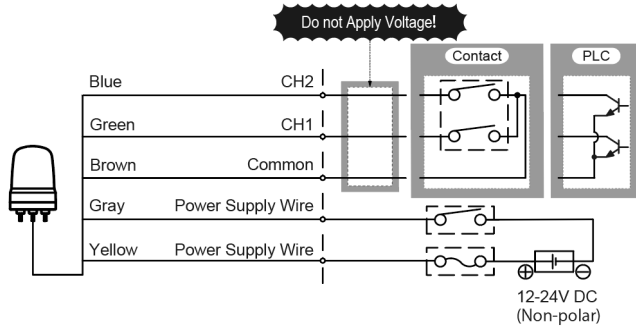 Do not Apply Voltage!
Contact
PLC
Blue CH2
Green CH1
Brown Common
Gray Power Supply Wire
Yellow Power Supply Wire
12-24V DC
(Non-polar)